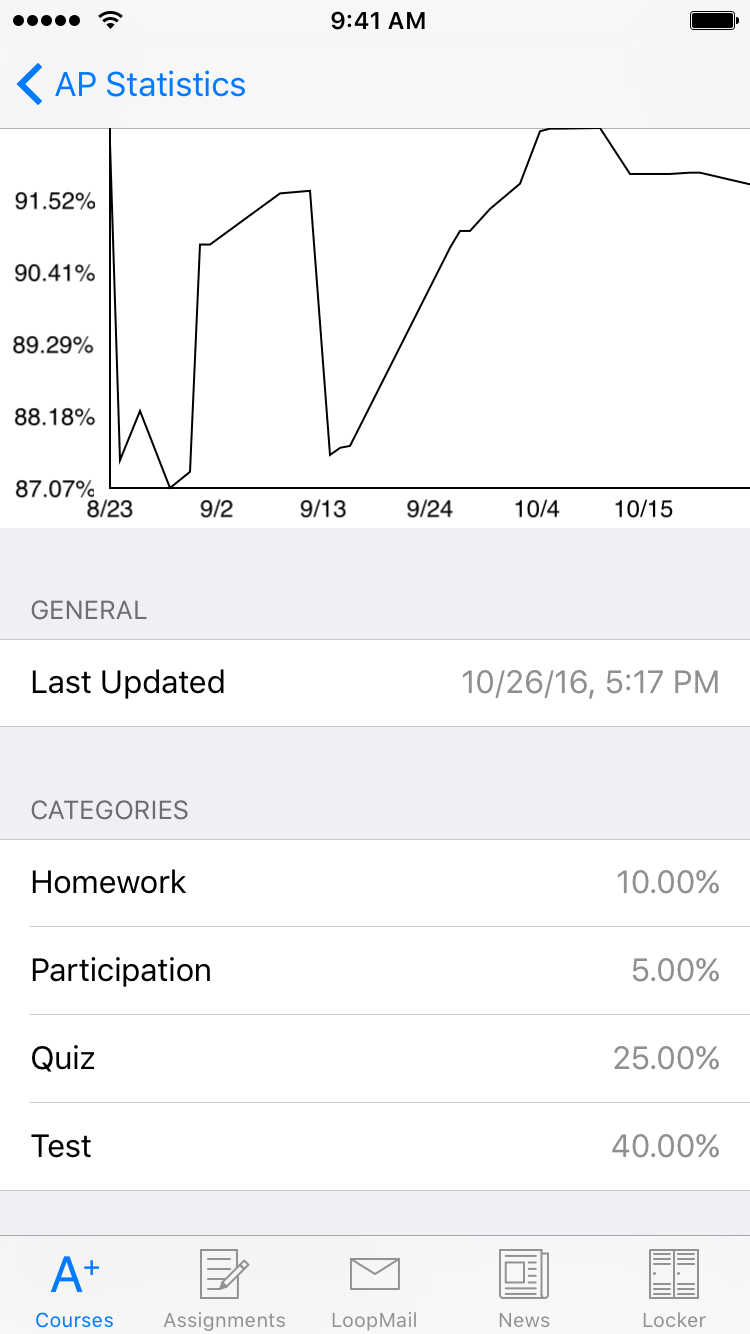 9:41 AM
AP Statistics
91.52%
90.41%
89.29%
88.18%
87.07%
8/23 9/2 9/13 9/24 10/4 10/15
GENERAL
Last Updated 10/26/16, 5:17 PM
CATEGORIES
Homework 10.00%
Participation 5.00%
Quiz 25.00%
Test 40.00%
A+
Courses Assignments LoopMail News Locker